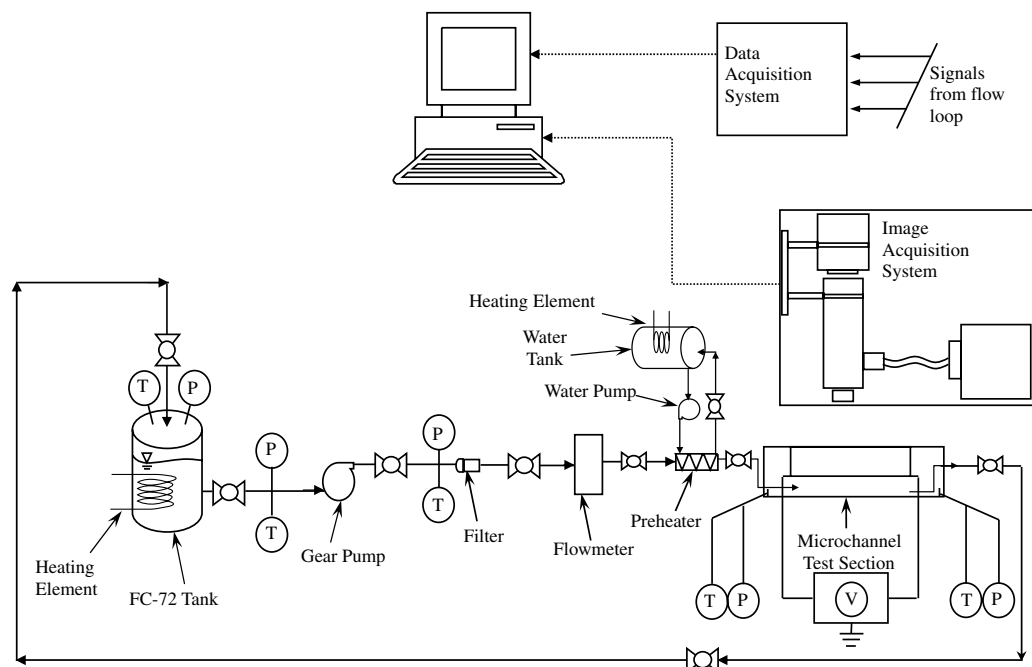 Data
Acquisition
System
Signals
from flow
loop
Image
Acquisition
System
Heating Element
Water
Tank
Water Pump
T
P
P
T
P
T
Heating
Element
FC-72 Tank
Gear Pump
Filter
Flowmeter
Preheater
Microchannel
Test Section
T
P
V
T
P